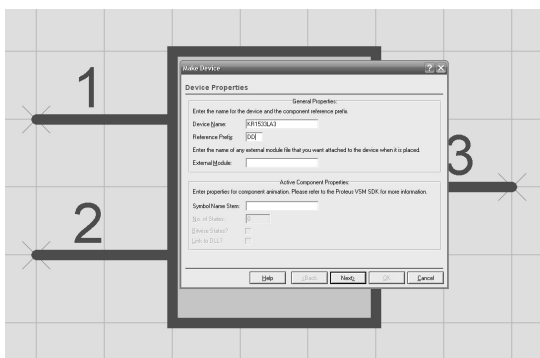 1
2
3
Make Device
Device Properties
General Properties:
Enter the name for the device and the component reference prefix
Device Name: KR1533LA3
Reference Prefix: DD
Enter the name of any external module file that you want attached to the device when it is placed.
External Module:
Active Component Properties:
Enter properties for component animation. Please refer to the Proteus VSM SDK for more information.
Symbol Name Stem:
No. of States: 0
Bitwise States?
Link to DLL?
Help
<Back
Next>
OK
Cancel